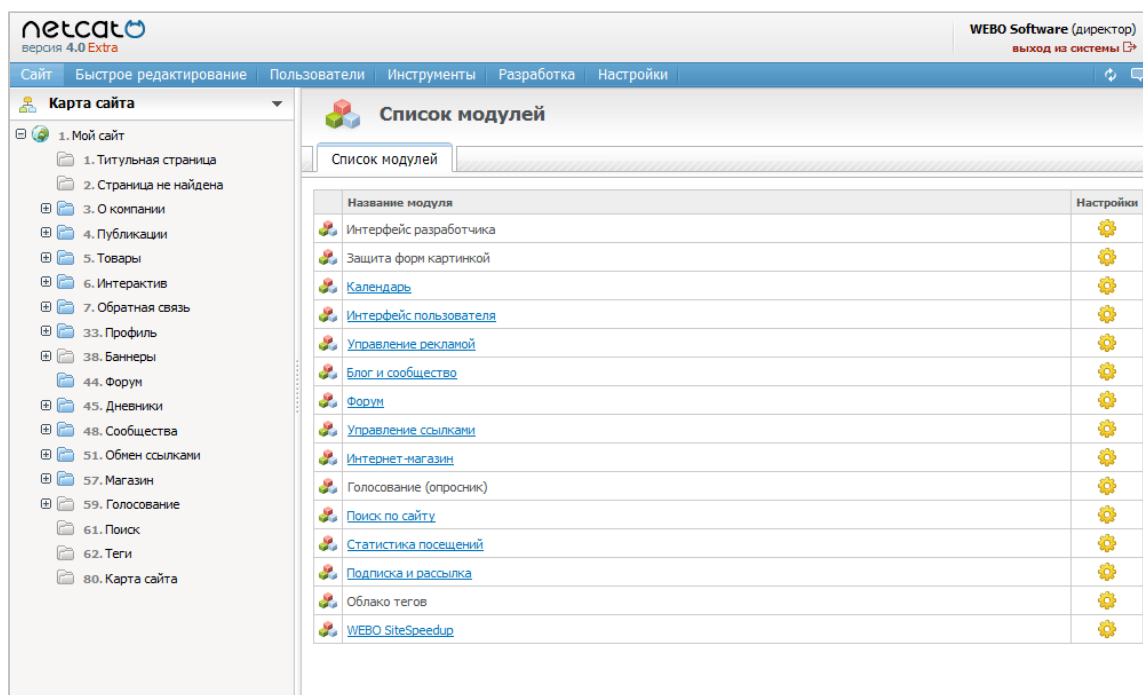 netcat
версия 4.0 Extra
WEBO Software (директор)
выход из системы
Сайт Быстрое редактирование Пользователи Инструменты Разработка Настройки
Карта сайта
1. Мой сайт
1. Титульная страница
2. Страница не найдена
3. О компании
4. Публикации
5. Товары
6. Интерактив
7. Обратная связь
33. Профиль
38. Баннеры
44. Форум
45. Дневники
48. Сообщества
51. Обмен ссылками
57. Магазин
59. Голосование
61. Поиск
62. Теги
80. Карта сайта
Список модулей
Список модулей
Название модуля Настройки
Интерфейс разработчика
Защита форм картинкой
Календарь
Интерфейс пользователя
Управление рекламой
Блог и сообщество
Форум
Управление ссылками
Интернет-магазин
Голосование (опросник)
Поиск по сайту
Статистика посещений
Подписка и рассылка
Облако тегов
WEBO SiteSpeedup